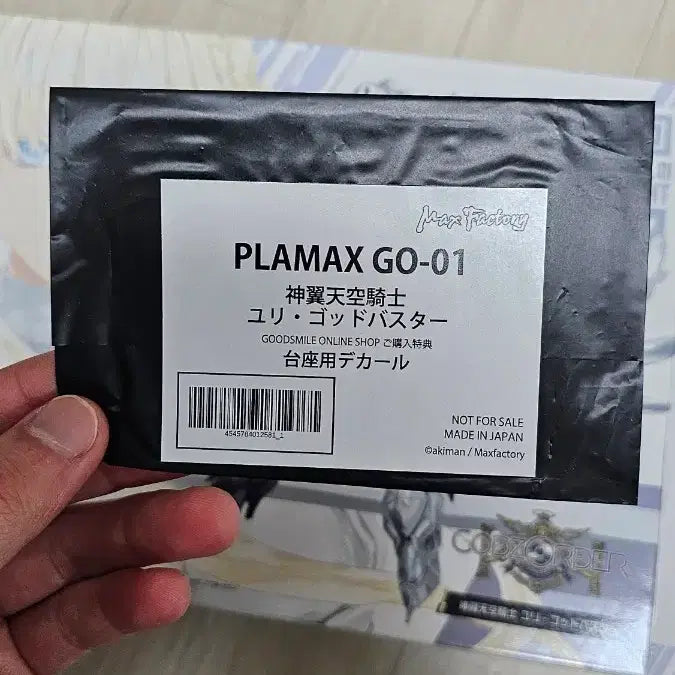 Max Factory
PLAMAX GO-01
神翼天空騎士
ユリ・ゴッドバスター
GOODSMILE ONLINE SHOP ご購入特典
台座用デカール
4545784012581_1
NOT FOR SALE
MADE IN JAPAN
©akiman / Maxfactory
GODZ ORDER
神翼天空騎士 ユリ・ゴッドバ